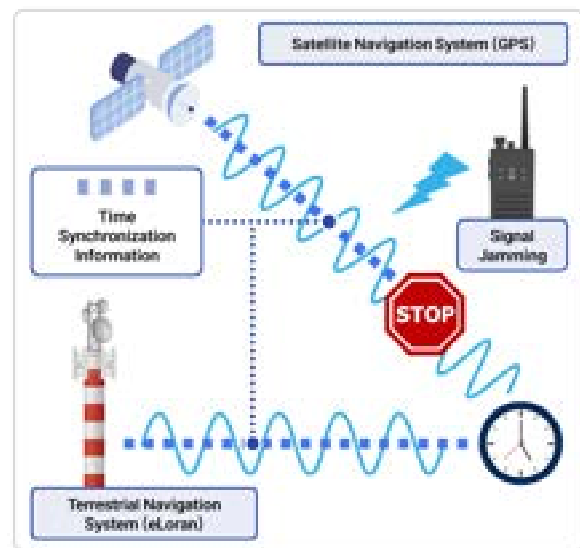 Satellite Navigation System (GPS)
Time
Synchronization
Information
Signal
Jamming
STOP
Terrestrial Navigation
System (eLoran)